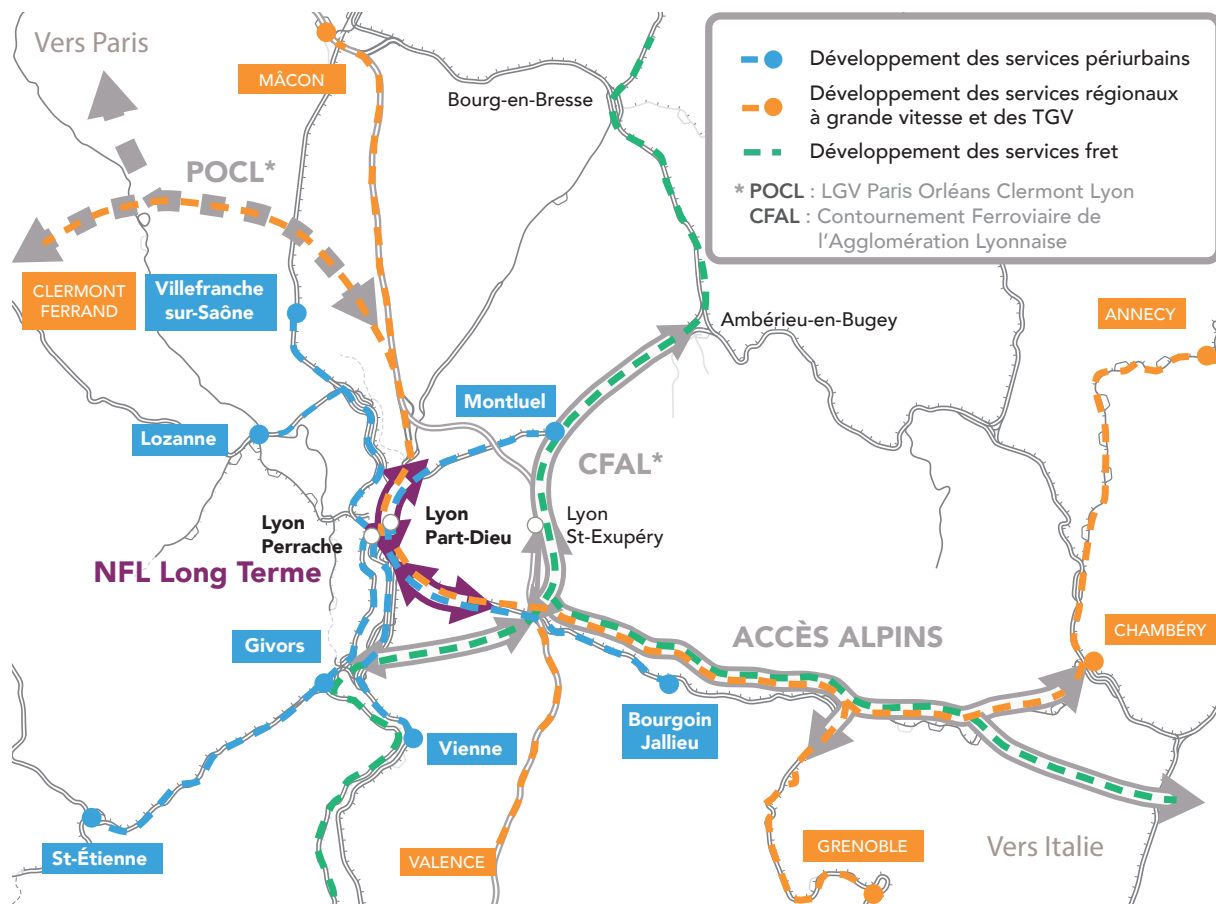 Vers Paris
MÂCON
Bourg-en-Bresse
Développement des services périurbains
Développement des services régionaux
à grande vitesse et des TGV
Développement des services fret
* POCL : LGV Paris Orléans Clermont Lyon
CFAL : Contournement Ferroviaire de
l'Agglomération Lyonnaise
POCL*
CLERMONT
FERRAND
Villefranche
sur-Saône
Ambérieu-en-Bugey
ANNECY
Montluel
Lozanne
CFAL*
Lyon
Perrache
Lyon
Part-Dieu
Lyon
St-Exupéry
NFL Long Terme
Givors
ACCÈS ALPINS
CHAMBÉRY
Bourgoin
Jallieu
Vienne
St-Étienne
VALENCE
GRENOBLE
Vers Italie